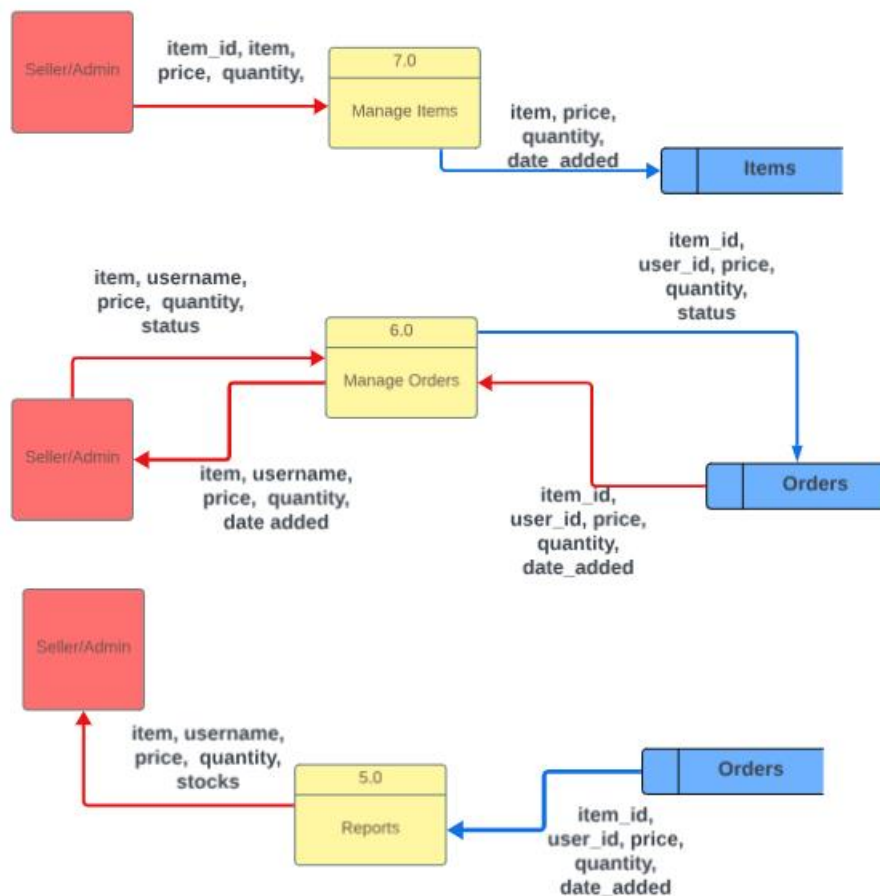 Seller/Admin
item_id, item,
price, quantity,
7.0
Manage Items
item, price,
quantity,
date_added
Items
item, username,
price, quantity,
status
6.0
Manage Orders
item_id,
user_id, price,
quantity,
status
Seller/Admin
item, username,
price, quantity,
date added
item_id,
user_id, price,
quantity,
date_added
Orders
Seller/Admin
item, username,
price, quantity,
stocks
5.0
Reports
Orders
item_id,
user_id, price,
quantity,
date_added